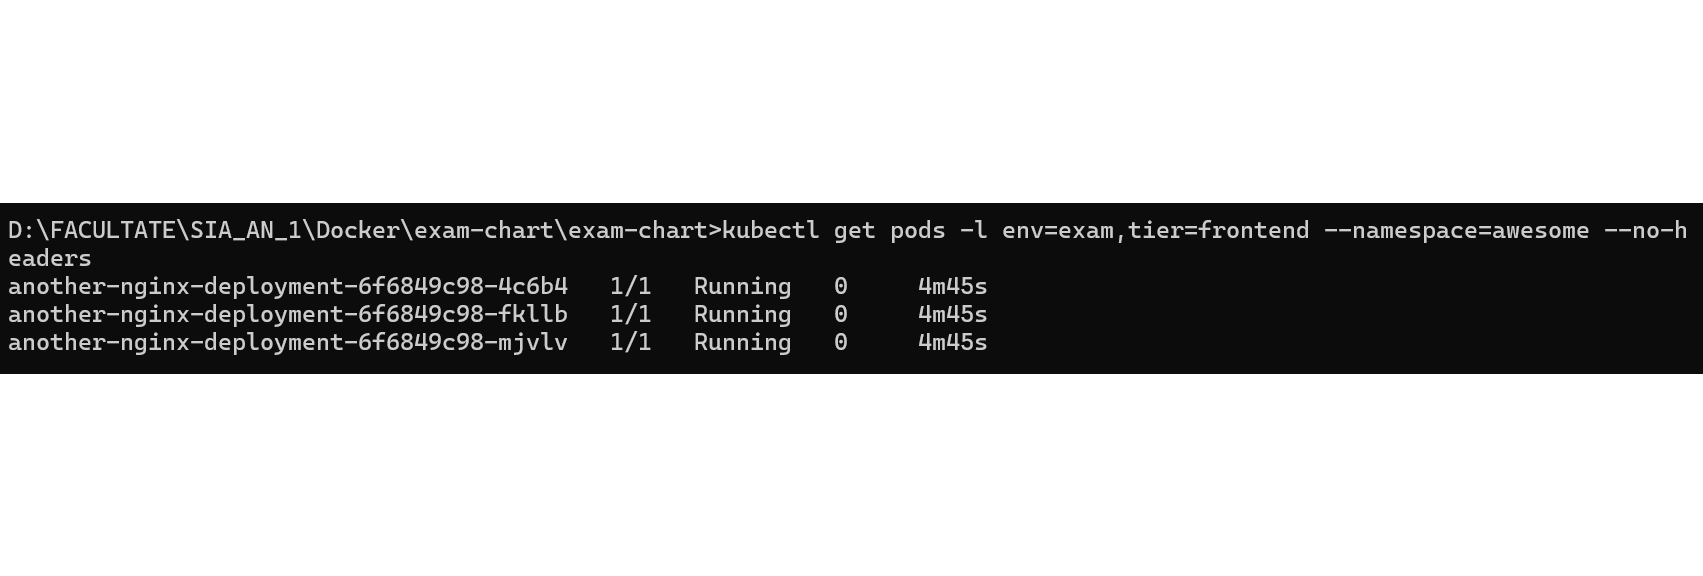 D:\FACULTATE\SIA_AN_1\Docker\exam-chart\exam-chart>kubectl get pods -l env=exam,tier=frontend --namespace=awesome --no-h
eaders
another-nginx-deployment-6f6849c98-4c6b4   1/1   Running   0     4m45s
another-nginx-deployment-6f6849c98-fkllb   1/1   Running   0     4m45s
another-nginx-deployment-6f6849c98-mjvlv   1/1   Running   0     4m45s